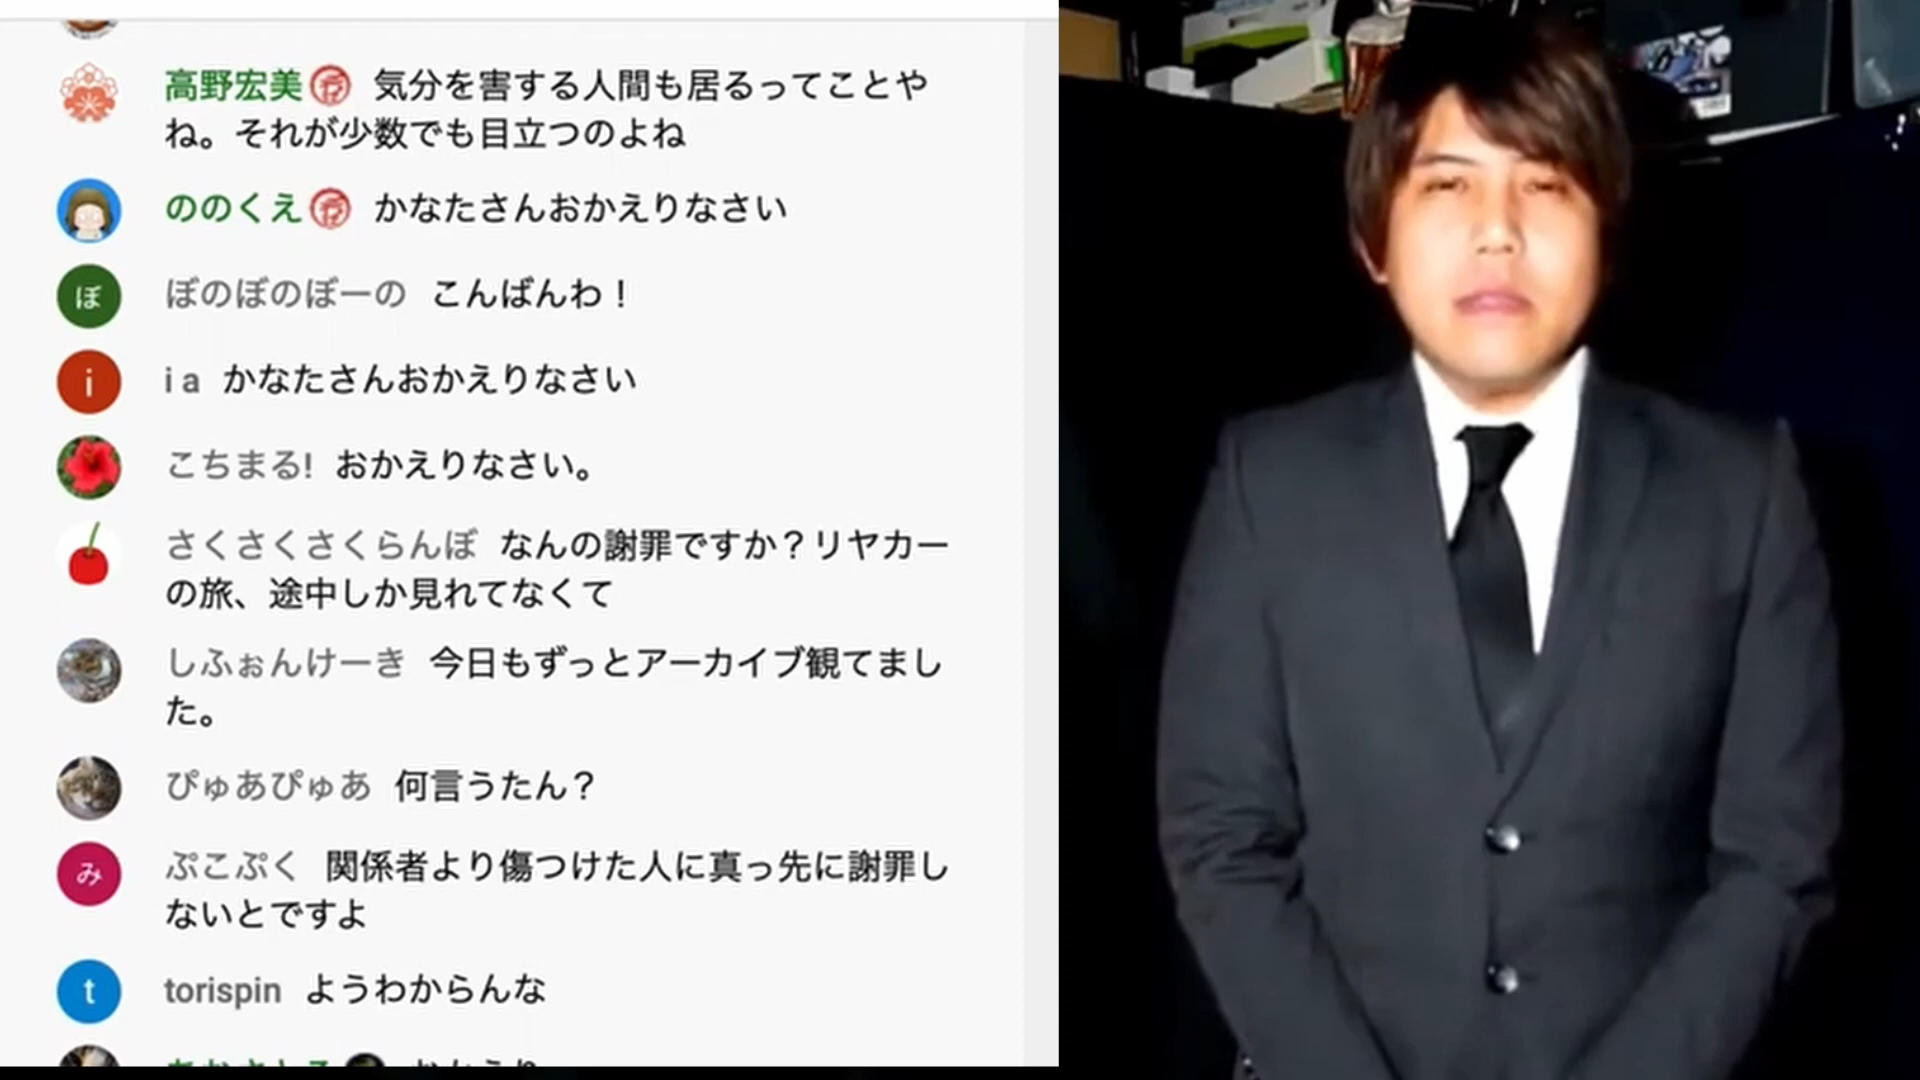 高野宏美 気分を害する人間も居るってことや
ね。それが少数でも目立つのよね
ののくえ かなたさんおかえりなさい
ぼ ぼのぼのぼーの こんばんわ！
i i a かなたさんおかえりなさい
こちまる! おかえりなさい。
さくさくさくらんぼ なんの謝罪ですか？リヤカー
の旅、途中しか見れてなくて
しふぉんけーき 今日もずっとアーカイブ観てまし
た。
ぴゅあぴゅあ 何言うたん？
み ぷこぷく 関係者より傷つけた人に真っ先に謝罪し
ないとですよ
t torispin ようわからんな